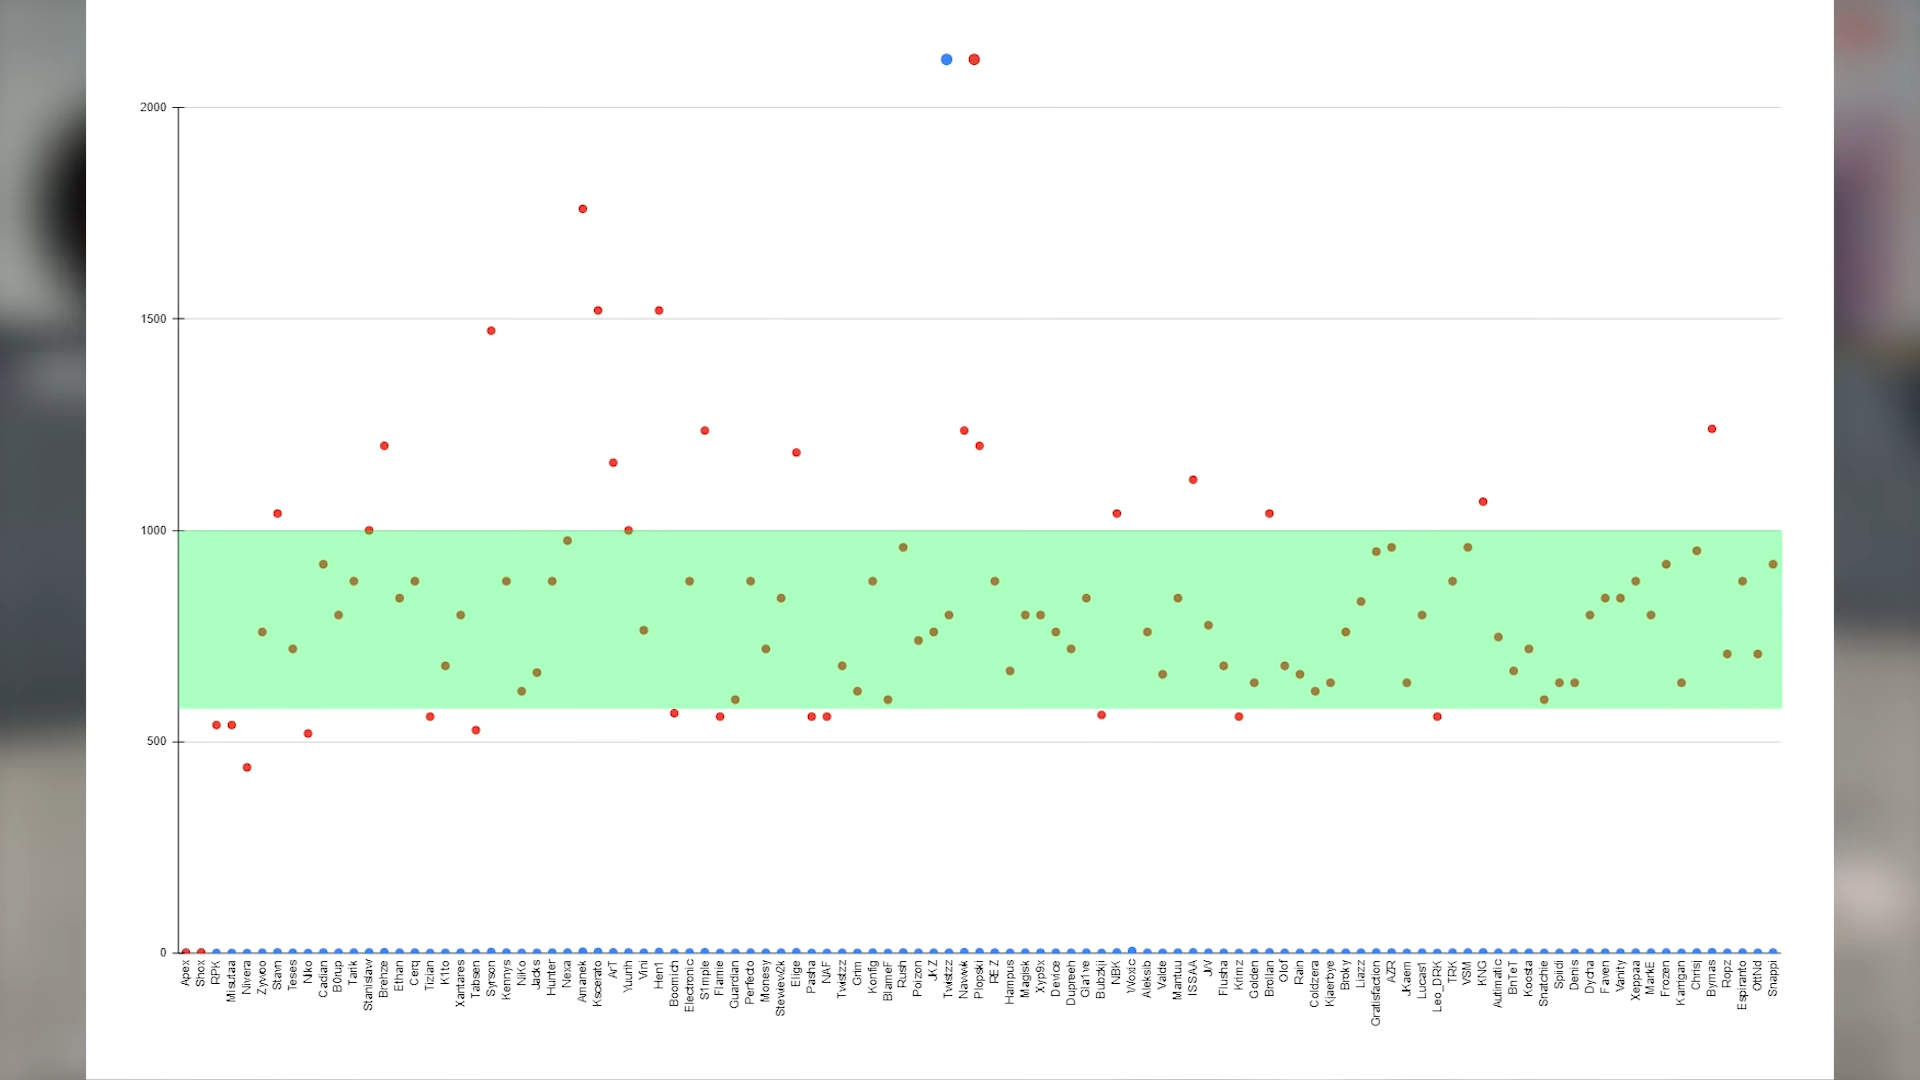 2000
1500
1000
500
0
Apex
Shox
RPK
Misutaa
Nivera
Zywoo
Stavn
Teses
Niko
Cadian
B0rup
Tarik
Stanislaw
Brehze
Ethan
Cerq
Tizian
K1to
Xantares
Tabsen
Syrson
Kennys
NiKo
Jacks
Hunter
Nexa
Amanek
Kscerato
ArT
Yuurih
Vini
Hen1
Boomich
Electronic
S1mple
Flamie
Guardian
Perfecto
Monesy
Stewie2k
Elige
Pasha
NAF
Twistzz
Grim
Konfig
BlameF
Rush
Poizon
JKZ
Twistzz
Nawwk
Plopski
REZ
Hampus
Magisk
Xyp9x
Device
Dupreeh
Gla1ve
Bubzkji
NBK
Woxic
Aleksib
Valde
Mantuu
ISSAA
JW
Flusha
Krimz
Golden
Brollan
Olof
Rain
Coldzera
Kjaerbye
Broky
Liazz
Gratisfaction
AZR
Jkaem
Lucas1
Leo_DRK
TRK
VSM
KNG
Autimatic
BnTeT
Koosta
Snatchie
Spiidi
Denis
Dycha
Faven
Vanity
Xeppaa
MarkE
Frozen
Karrigan
Chrisj
Bymas
Ropz
Espiranto
OttNd
Snappi